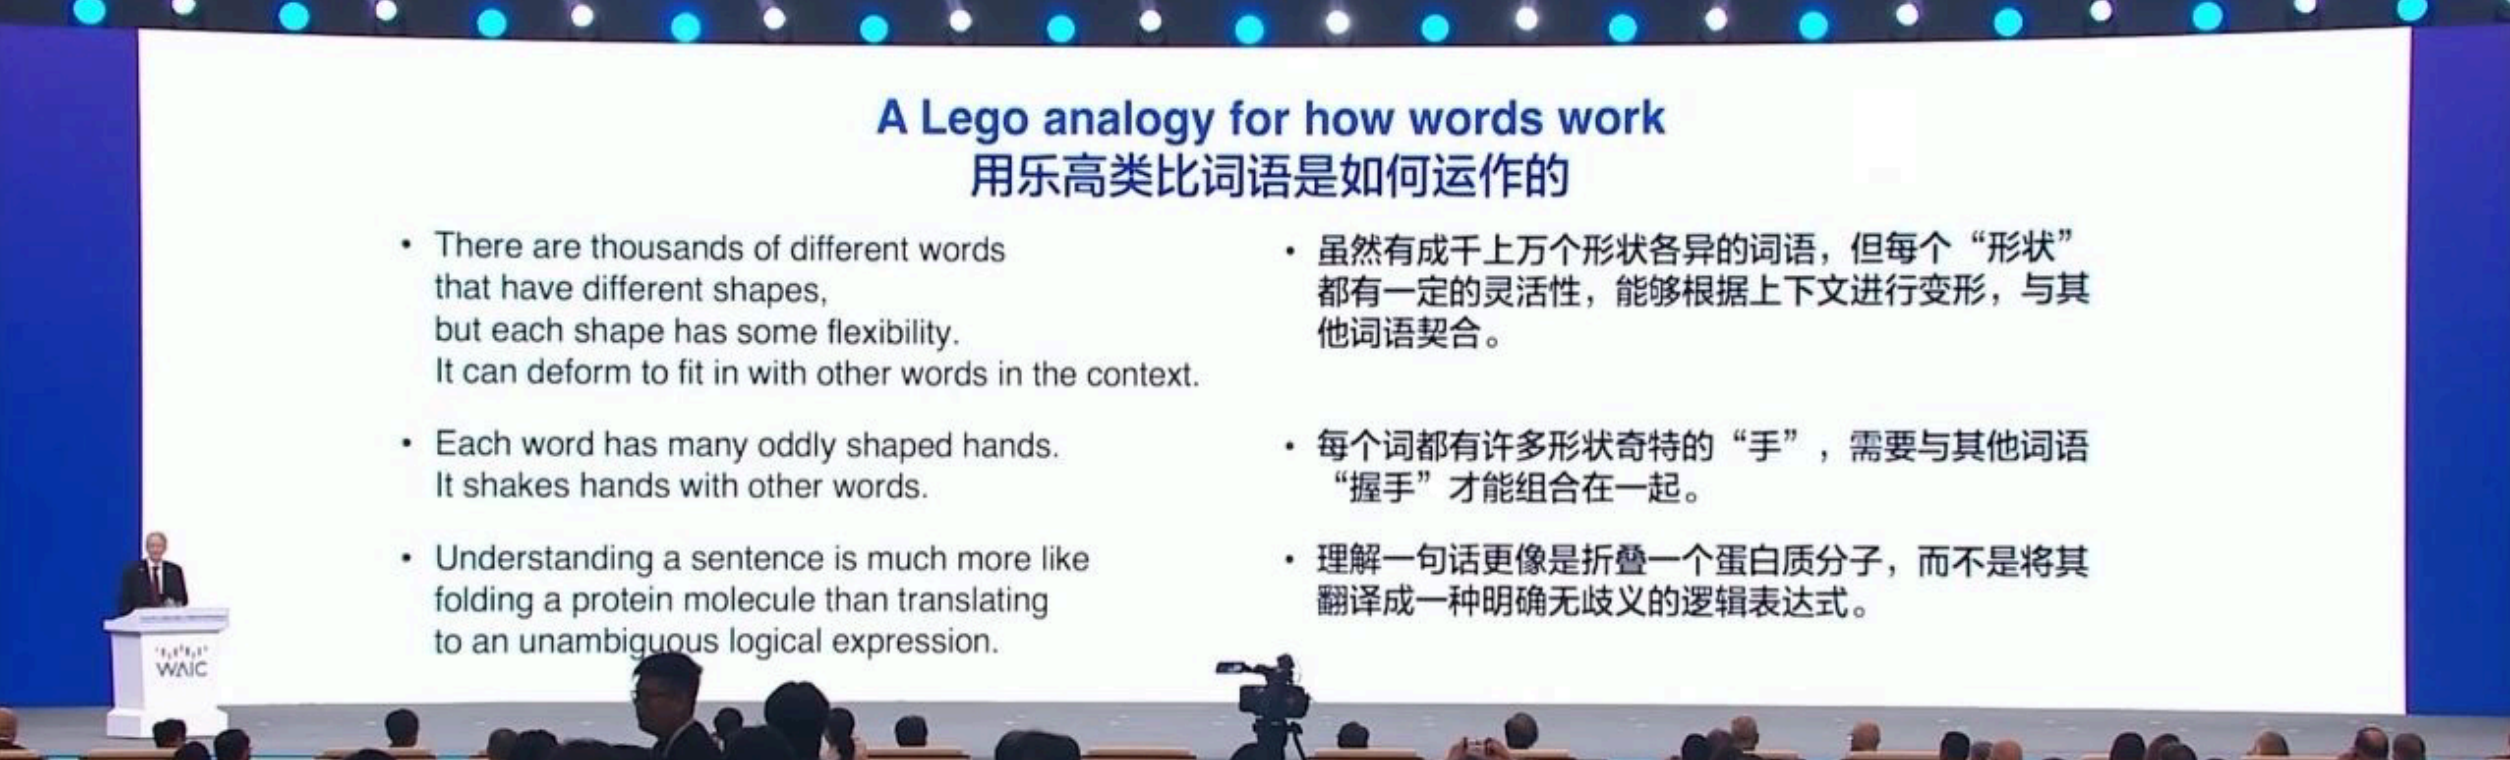 A Lego analogy for how words work
用乐高类比词语是如何运作的
• There are thousands of different words
that have different shapes,
but each shape has some flexibility.
It can deform to fit in with other words in the context.
• Each word has many oddly shaped hands.
It shakes hands with other words.
• Understanding a sentence is much more like
folding a protein molecule than translating
to an unambiguous logical expression.
• 虽然有成千上万个形状各异的词语，但每个“形状”
都有一定的灵活性，能够根据上下文进行变形，与其
他词语契合。
• 每个词都有许多形状奇特的“手”，需要与其他词语
“握手”才能组合在一起。
• 理解一句话更像是折叠一个蛋白质分子，而不是将其
翻译成一种明确无歧义的逻辑表达式。
WAIC